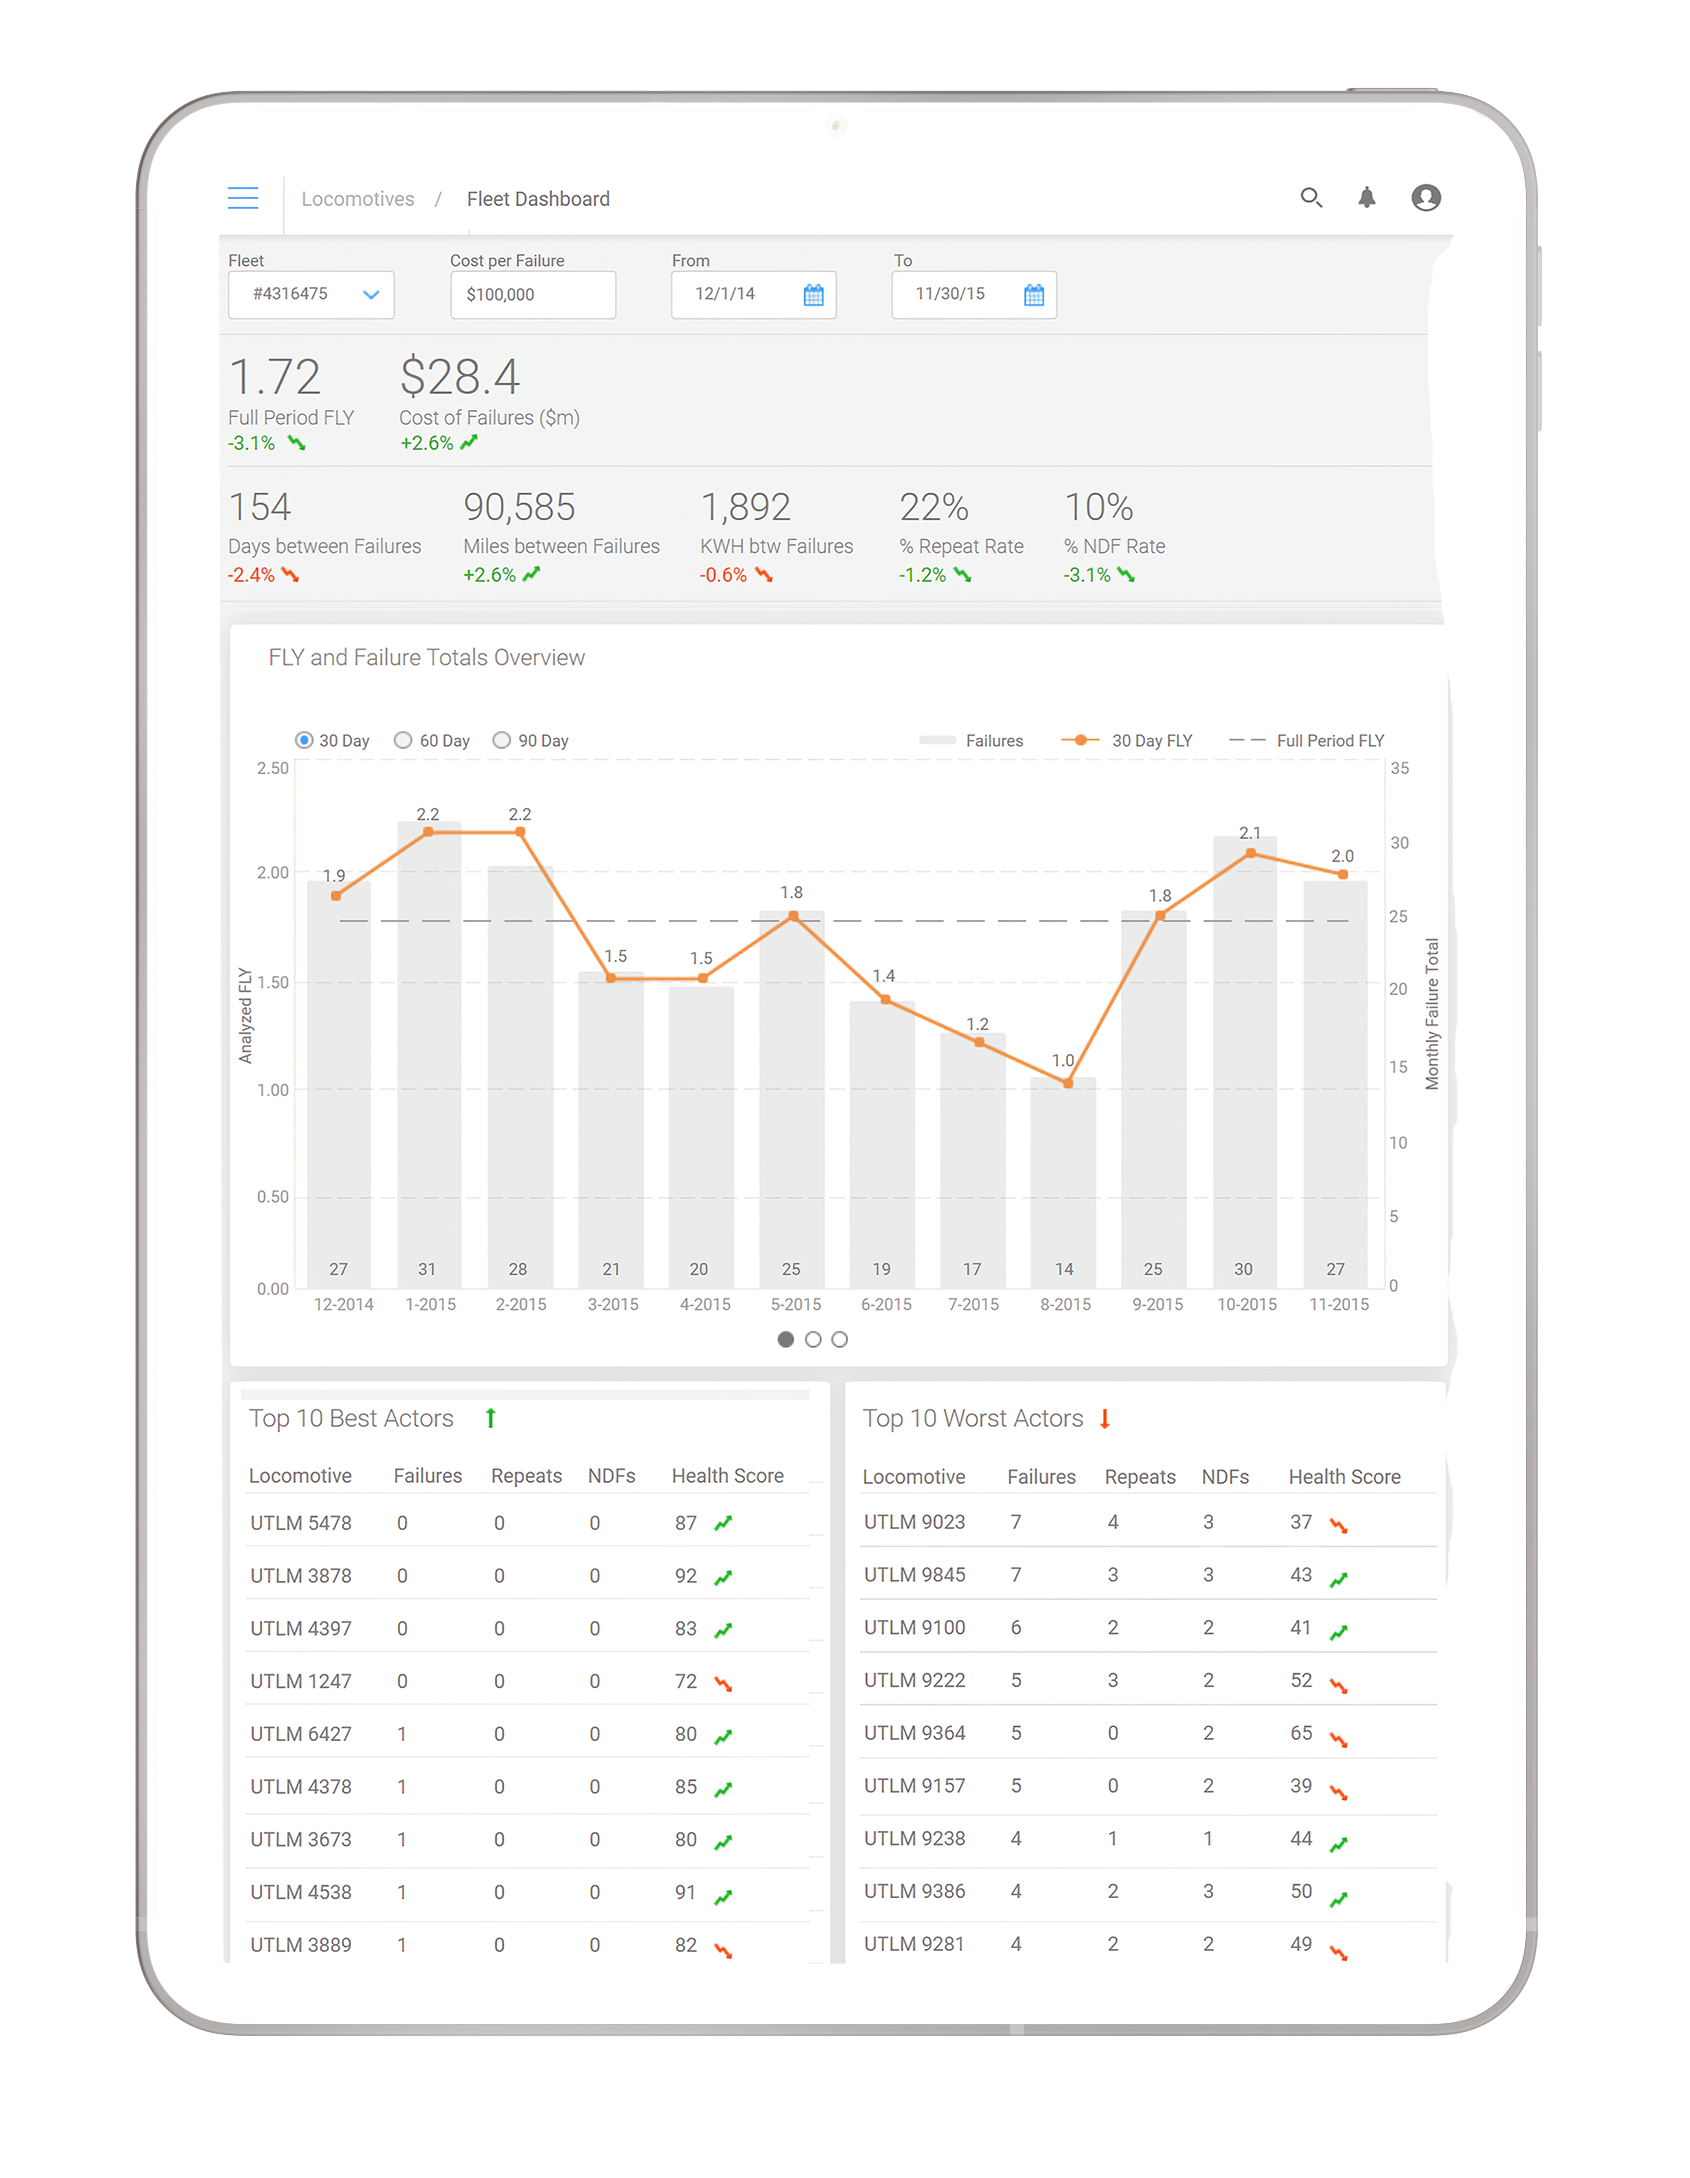 Locomotives / Fleet Dashboard
Fleet Cost per Failure From To
#4316475 $100,000 12/1/14 11/30/15
1.72 $28.4
Full Period FLY Cost of Failures ($m)
-3.1% +2.6%
154 90,585 1,892 22% 10%
Days between Failures Miles between Failures KWH btw Failures % Repeat Rate % NDF Rate
-2.4% +2.6% -0.6% -1.2% -3.1%
FLY and Failure Totals Overview
30 Day 60 Day 90 Day Failures 30 Day FLY Full Period FLY
2.50 35
2.2 2.2
2.1 30
2.0
2.00 1.9
1.8 1.8
25
1.5 1.5
1.4
1.50 20
1.2
1.0
15
1.00
10
0.50
5
27 31 28 21 20 25 19 17 14 25 30 27
0.00 0
12-2014 1-2015 2-2015 3-2015 4-2015 5-2015 6-2015 7-2015 8-2015 9-2015 10-2015 11-2015
Analyzed FLY
Monthly Failure Total
Top 10 Best Actors
Locomotive Failures Repeats NDFs Health Score
UTLM 5478 0 0 0 87
UTLM 3878 0 0 0 92
UTLM 4397 0 0 0 83
UTLM 1247 0 0 0 72
UTLM 6427 1 0 0 80
UTLM 4378 1 0 0 85
UTLM 3673 1 0 0 80
UTLM 4538 1 0 0 91
UTLM 3889 1 0 0 82
Top 10 Worst Actors
Locomotive Failures Repeats NDFs Health Score
UTLM 9023 7 4 3 37
UTLM 9845 7 3 3 43
UTLM 9100 6 2 2 41
UTLM 9222 5 3 2 52
UTLM 9364 5 0 2 65
UTLM 9157 5 0 2 39
UTLM 9238 4 1 1 44
UTLM 9386 4 2 3 50
UTLM 9281 4 2 2 49